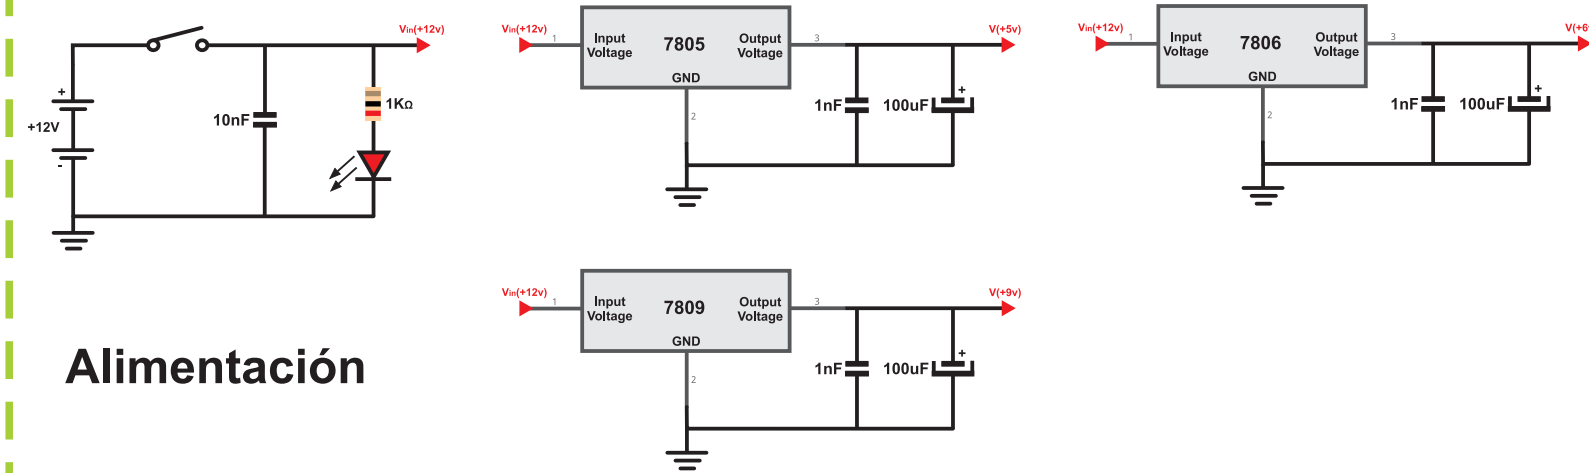 Vin(+12v)
+
+12V
-
10nF
1KΩ
Vin(+12v)
1
Input
Voltage
7805
Output
Voltage
GND
3
2
V(+5v)
1nF
100uF
+
Vin(+12v)
1
Input
Voltage
7806
Output
Voltage
GND
3
2
V(+6v
1nF
100uF
+
Vin(+12v)
1
Input
Voltage
7809
Output
Voltage
GND
3
2
V(+9v)
1nF
100uF
+
Alimentación